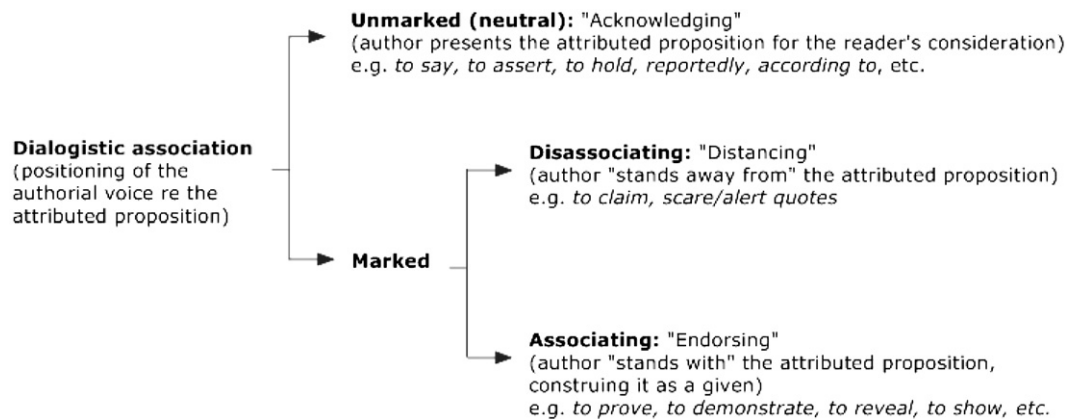 Unmarked (neutral): "Acknowledging"
(author presents the attributed proposition for the reader's consideration)
e.g. to say, to assert, to hold, reportedly, according to, etc.
Dialogistic association
(positioning of the
authorial voice re the
attributed proposition)
Disassociating: "Distancing"
(author "stands away from" the attributed proposition)
e.g. to claim, scare/alert quotes
Marked
Associating: "Endorsing"
(author "stands with" the attributed proposition,
construing it as a given)
e.g. to prove, to demonstrate, to reveal, to show, etc.